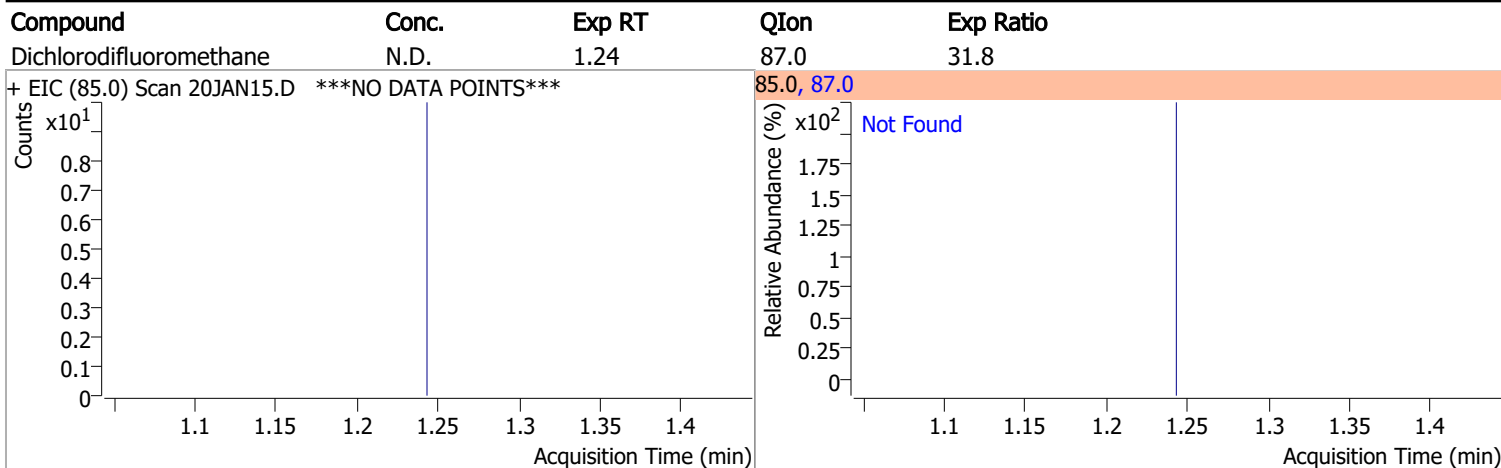 Compound Conc. Exp RT QIon Exp Ratio
Dichlorodifluoromethane N.D. 1.24 87.0 31.8
+ EIC (85.0) Scan 20JAN15.D ***NO DATA POINTS***
Counts
x10¹
0.8
0.7
0.6
0.5
0.4
0.3
0.2
0.1
0
1.1 1.15 1.2 1.25 1.3 1.35 1.4
Acquisition Time (min)
85.0, 87.0
Relative Abundance (%)
x10²
Not Found
1.75
1.5
1.25
1
0.75
0.5
0.25
0
1.1 1.15 1.2 1.25 1.3 1.35 1.4
Acquisition Time (min)